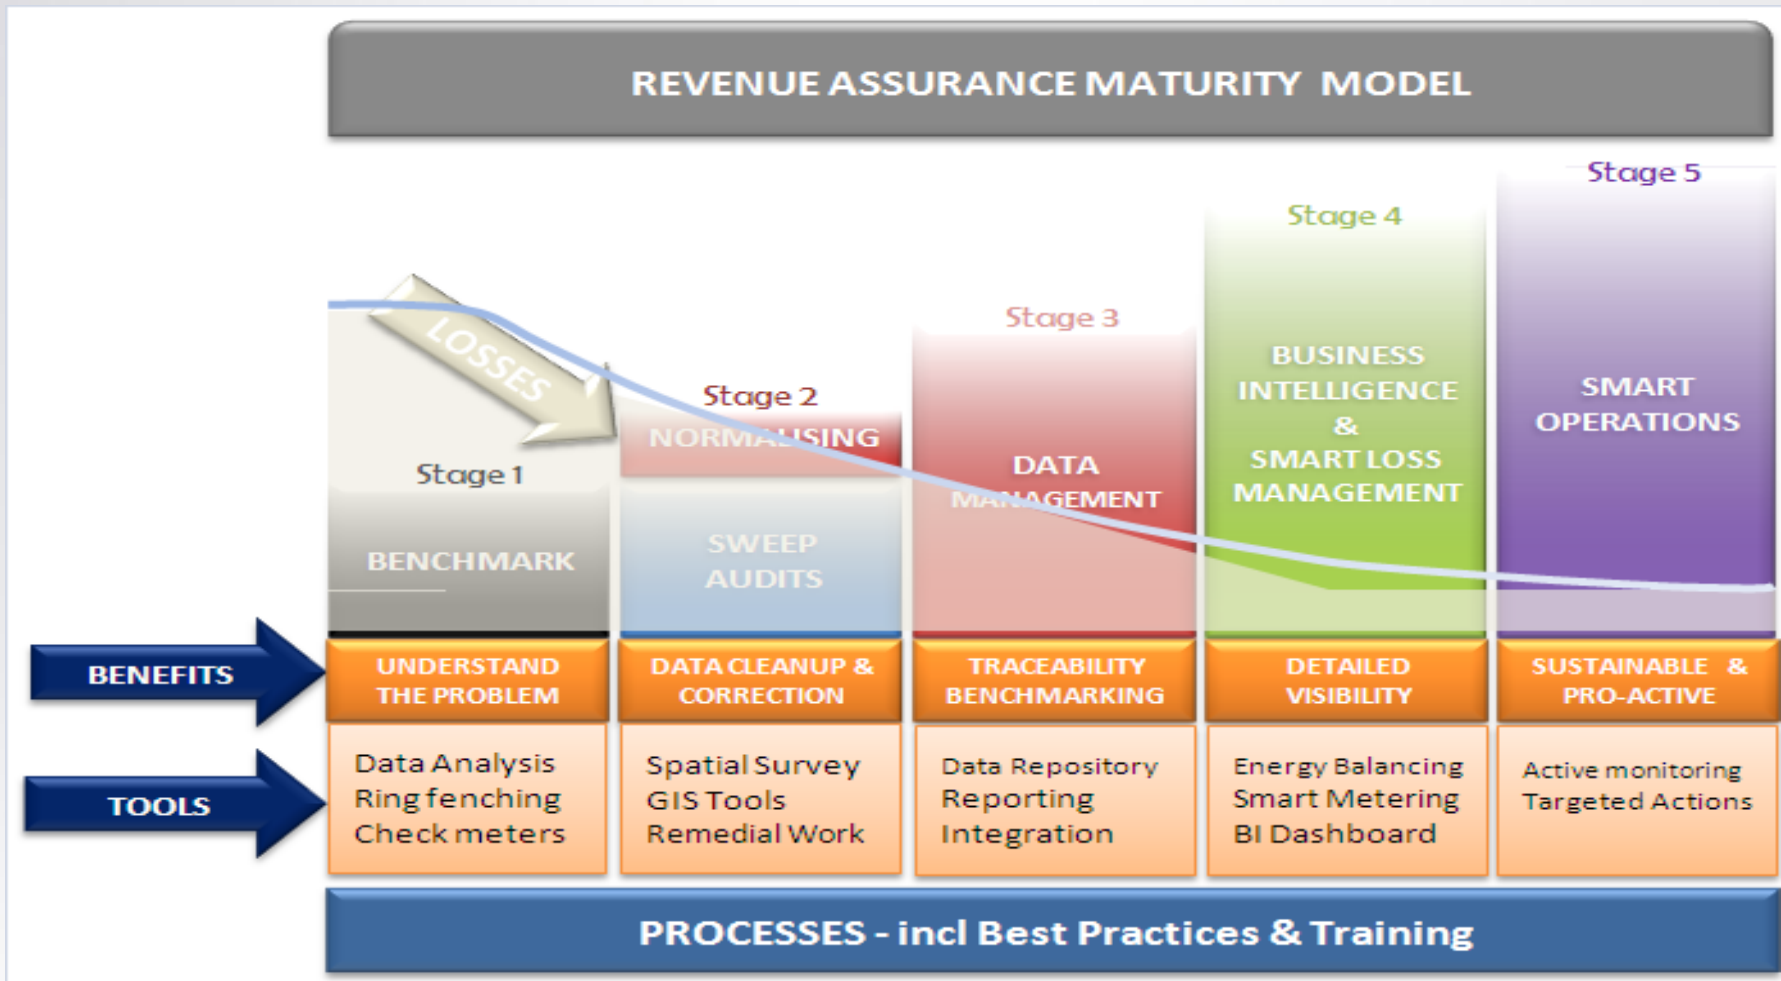 REVENUE ASSURANCE MATURITY MODEL
Stage 5
Stage 4
Stage 3
Stage 2
Stage 1
LOSSES
BENCHMARK
NORMALISING
SWEEP
AUDITS
DATA
MANAGEMENT
BUSINESS
INTELLIGENCE
&
SMART LOSS
MANAGEMENT
SMART
OPERATIONS
BENEFITS
UNDERSTAND
THE PROBLEM
DATA CLEANUP &
CORRECTION
TRACEABILITY
BENCHMARKING
DETAILED
VISIBILITY
SUSTAINABLE &
PRO-ACTIVE
TOOLS
Data Analysis
Ring fenching
Check meters
Spatial Survey
GIS Tools
Remedial Work
Data Repository
Reporting
Integration
Energy Balancing
Smart Metering
BI Dashboard
Active monitoring
Targeted Actions
PROCESSES - incl Best Practices & Training